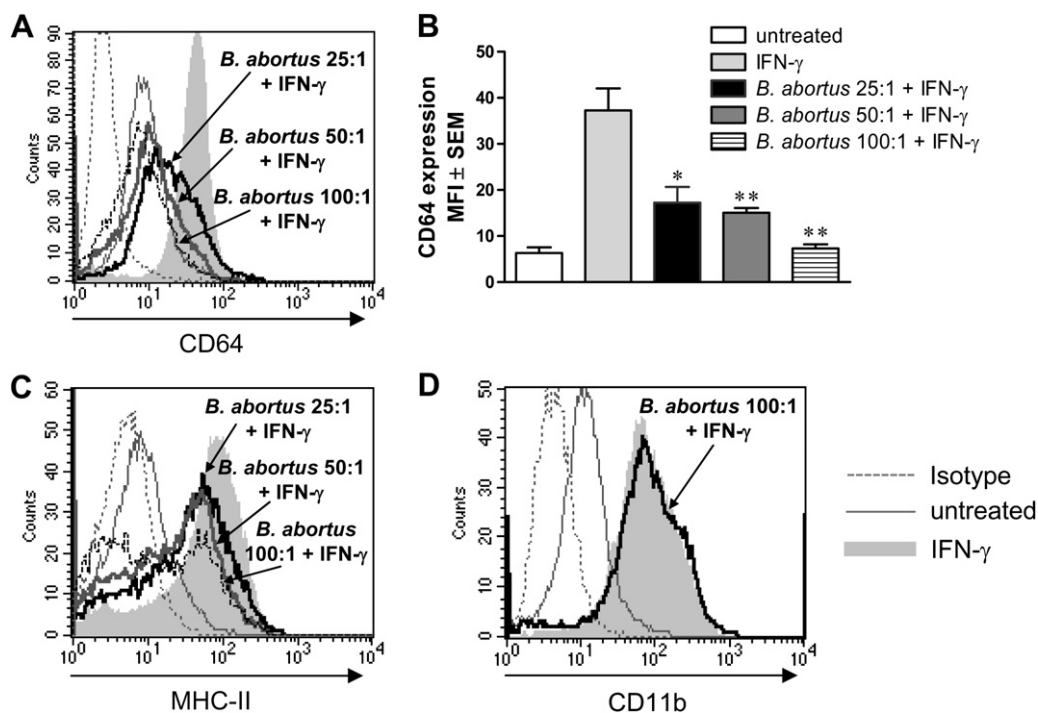 A
Counts
90
80
70
60
50
40
30
20
10
0
10⁰
10¹
10²
10³
10⁴
B. abortus 25:1
+ IFN-γ
B. abortus 50:1
+ IFN-γ
B. abortus 100:1
+ IFN-γ
CD64
B
CD64 expression
MFI ± SEM
50
40
30
20
10
0
*
**
**
untreated
IFN-γ
B. abortus 25:1 + IFN-γ
B. abortus 50:1 + IFN-γ
B. abortus 100:1 + IFN-γ
C
Counts
60
50
40
30
20
10
0
10⁰
10¹
10²
10³
10⁴
B. abortus 25:1
+ IFN-γ
B. abortus 50:1
+ IFN-γ
B. abortus
100:1 + IFN-γ
MHC-II
D
Counts
50
40
30
20
10
0
10⁰
10¹
10²
10³
10⁴
B. abortus 100:1
+ IFN-γ
CD11b
Isotype
untreated
IFN-γ